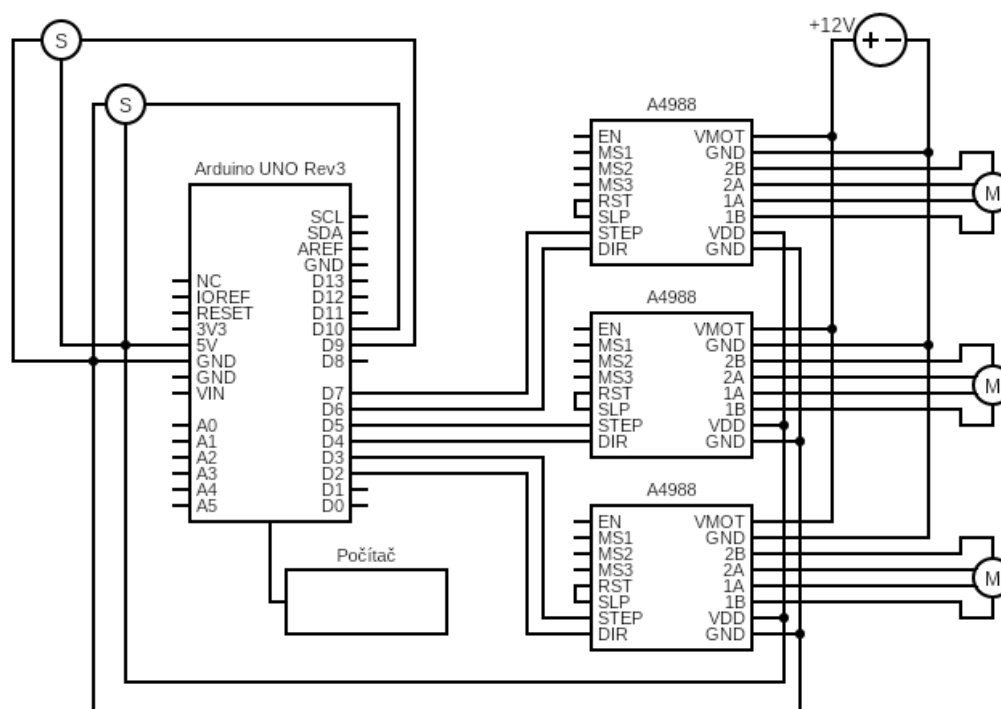 S
S
+12V
Arduino UNO Rev3
SCL
SDA
AREF
GND
NC
D13
IOREF
D12
RESET
D11
3V3
D10
5V
D9
GND
D8
GND
VIN
D7
D6
A0
D5
A1
D4
A2
D3
A3
D2
A4
D1
A5
D0
Počítač
A4988
EN
VMOT
MS1
GND
MS2
2B
MS3
2A
RST
1A
SLP
1B
STEP
VDD
DIR
GND
M
A4988
EN
VMOT
MS1
GND
MS2
2B
MS3
2A
RST
1A
SLP
1B
STEP
VDD
DIR
GND
M
A4988
EN
VMOT
MS1
GND
MS2
2B
MS3
2A
RST
1A
SLP
1B
STEP
VDD
DIR
GND
M